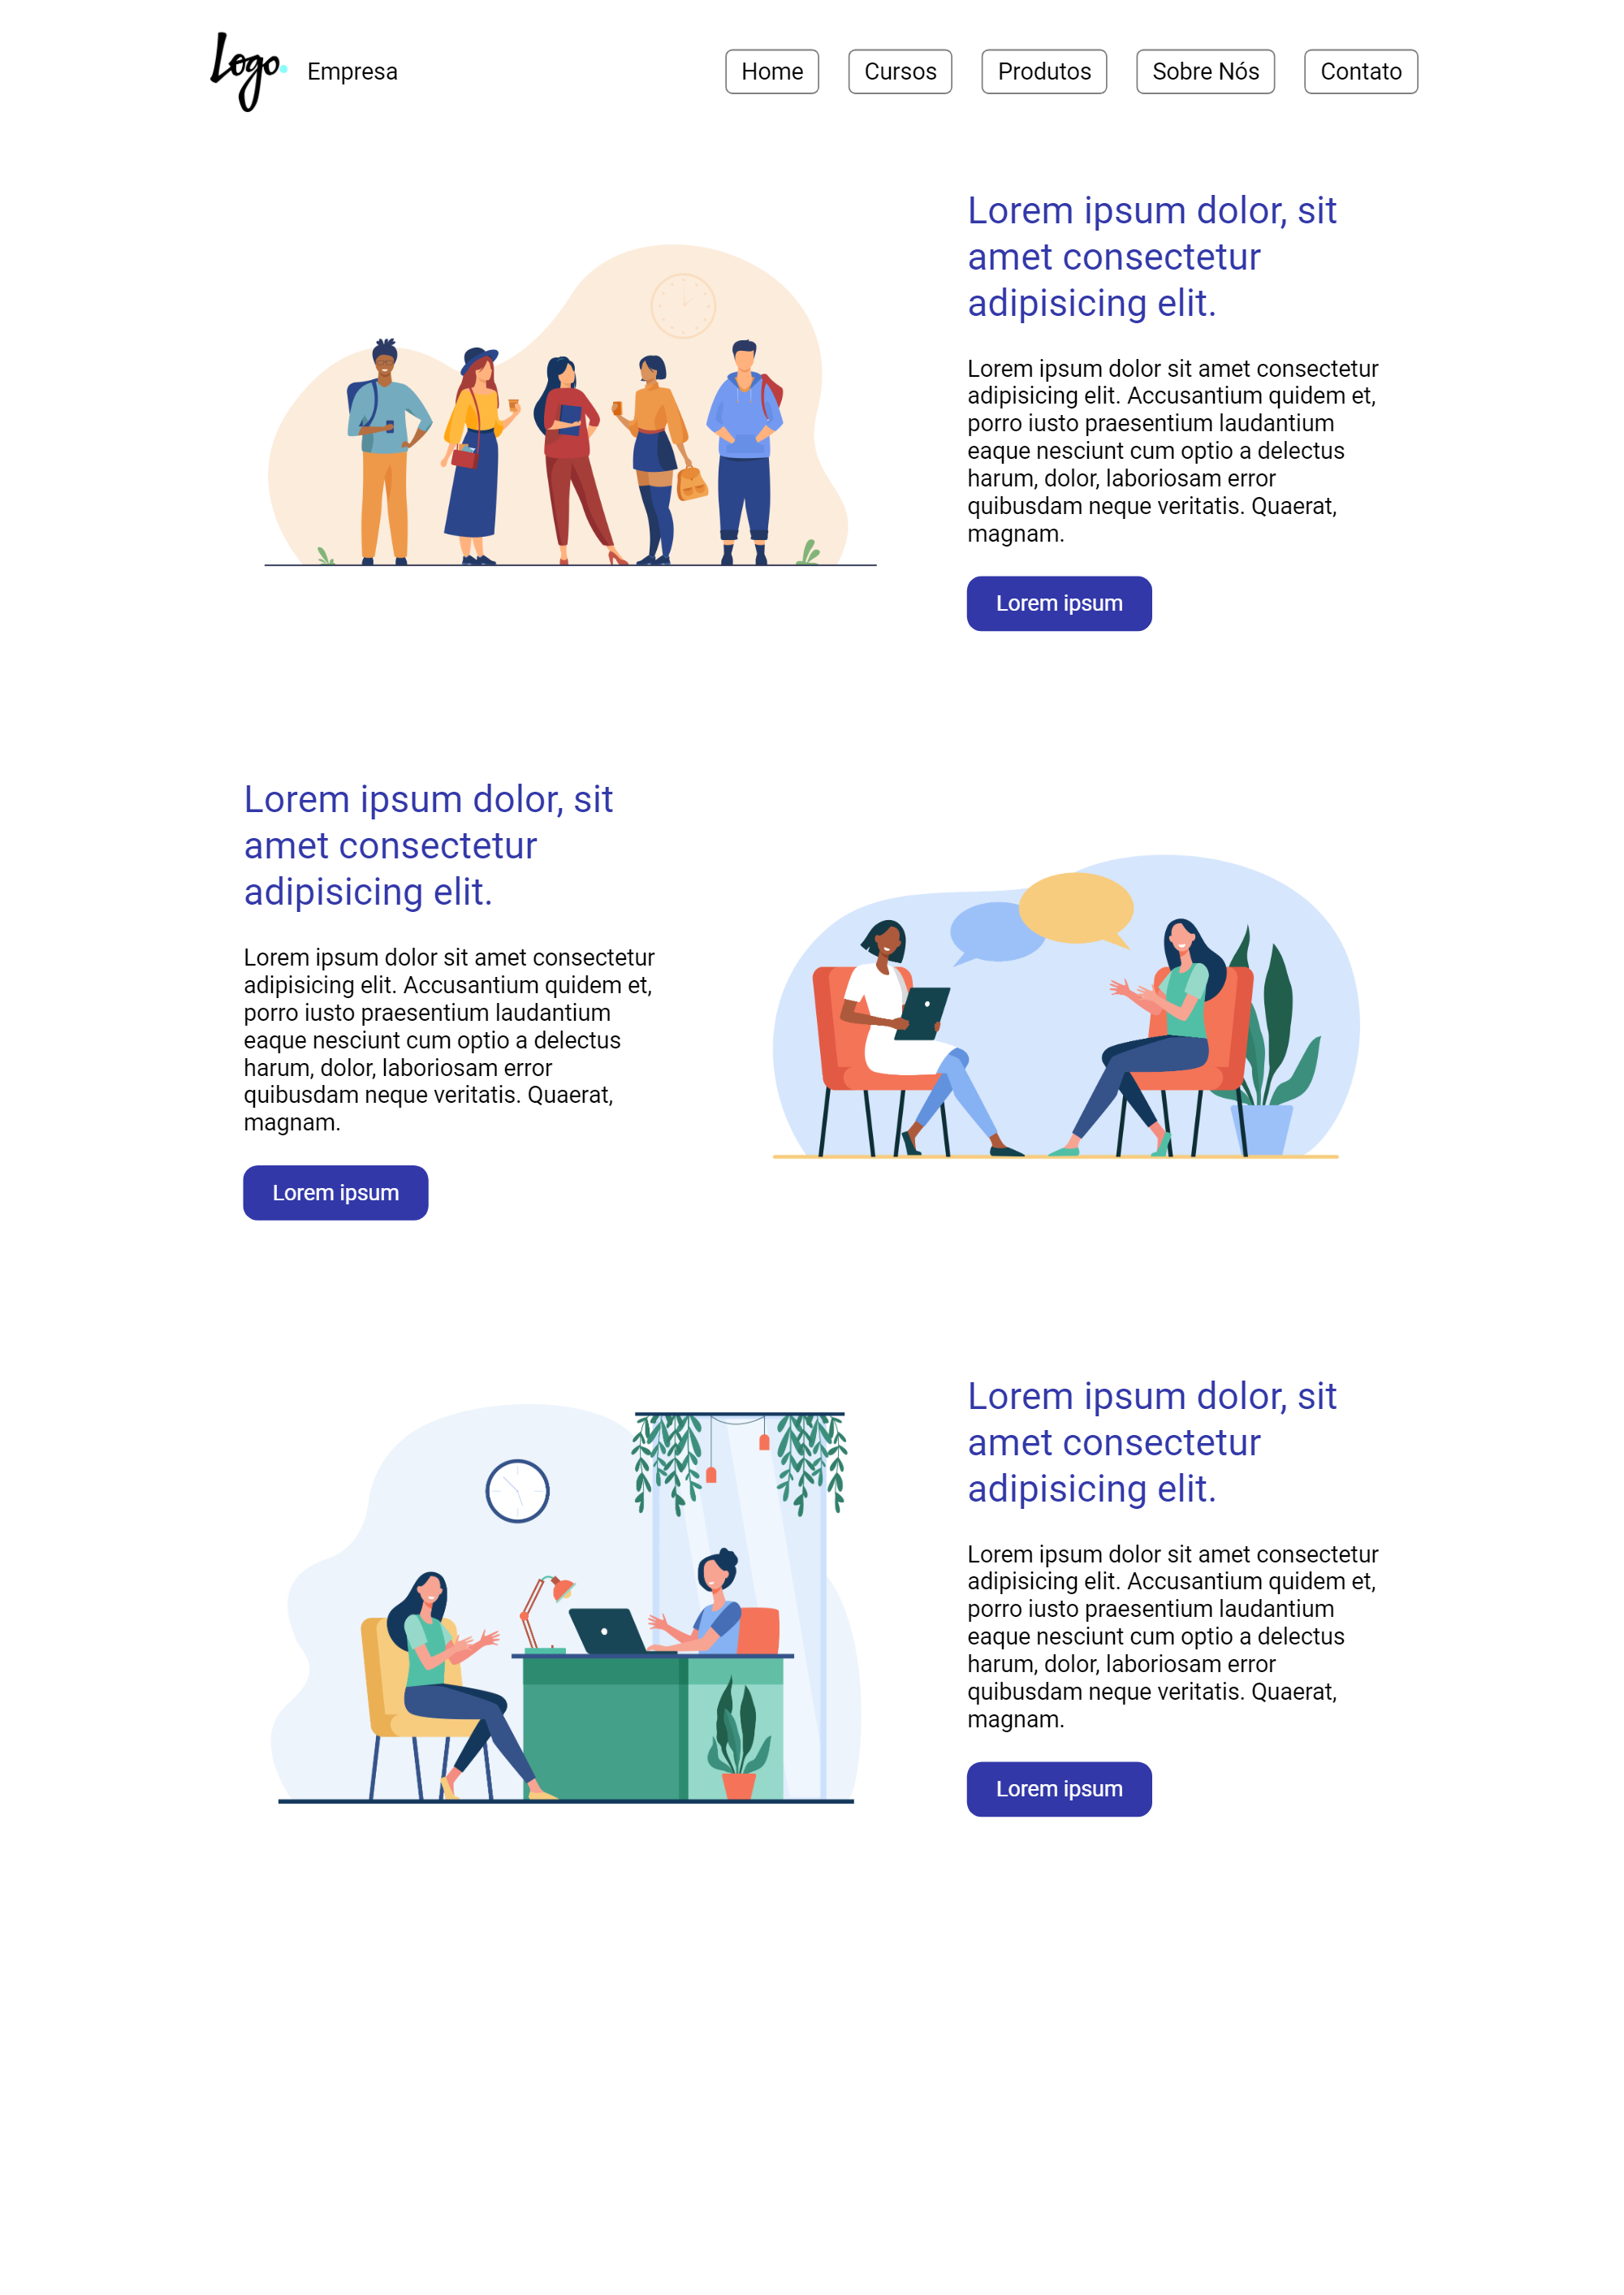 Logo Empresa Home Cursos Produtos Sobre Nós Contato
Lorem ipsum dolor, sit
amet consectetur
adipisicing elit.
Lorem ipsum dolor sit amet consectetur
adipisicing elit. Accusantium quidem et,
porro iusto praesentium laudantium
eaque nesciunt cum optio a delectus
harum, dolor, laboriosam error
quibusdam neque veritatis. Quaerat,
magnam.
Lorem ipsum
Lorem ipsum dolor, sit
amet consectetur
adipisicing elit.
Lorem ipsum dolor sit amet consectetur
adipisicing elit. Accusantium quidem et,
porro iusto praesentium laudantium
eaque nesciunt cum optio a delectus
harum, dolor, laboriosam error
quibusdam neque veritatis. Quaerat,
magnam.
Lorem ipsum
Lorem ipsum dolor, sit
amet consectetur
adipisicing elit.
Lorem ipsum dolor sit amet consectetur
adipisicing elit. Accusantium quidem et,
porro iusto praesentium laudantium
eaque nesciunt cum optio a delectus
harum, dolor, laboriosam error
quibusdam neque veritatis. Quaerat,
magnam.
Lorem ipsum